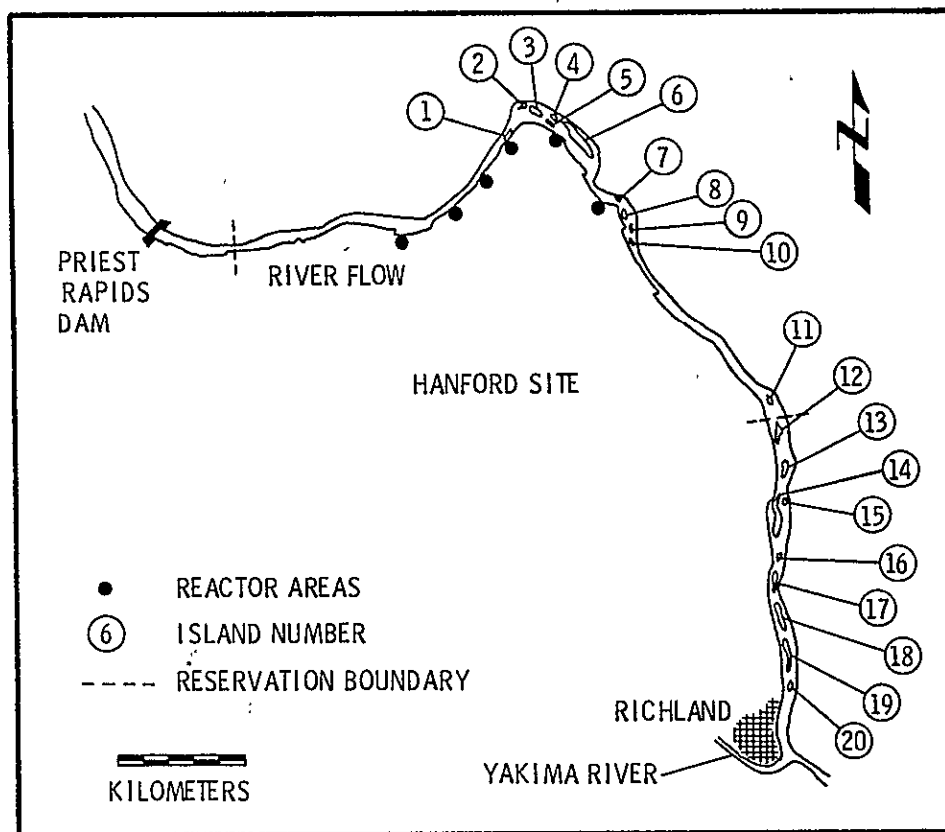 1
2
3
4
5
6
7
8
9
10
PRIEST
RAPIDS
DAM
RIVER FLOW
N
HANFORD SITE
11
12
13
14
15
16
17
18
19
20
REACTOR AREAS
6 ISLAND NUMBER
RESERVATION BOUNDARY
KILOMETERS
RICHLAND
YAKIMA RIVER